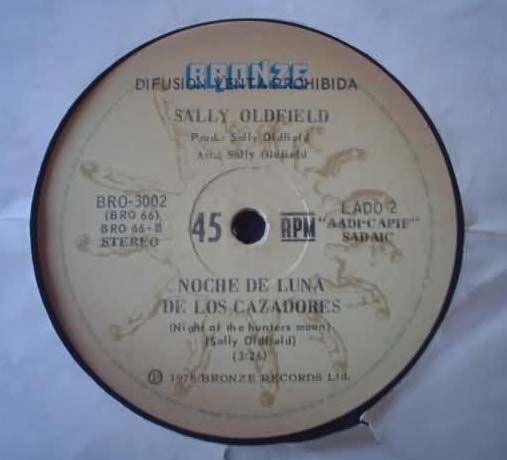 BRONZE
DIFUSION VENTA PROHIBIDA
SALLY OLDFIELD
Prod.: Sally Oldfield
Arr.: Sally Oldfield
BRO-3002
(BRO 66)
BRO 66-B
STEREO
45
RPM
LADO 2
"AADI-CAPIF"
SADAIC
NOCHE DE LUNA
DE LOS CAZADORES
(Night of the hunters moon)
(Sally Oldfield)
(3:26)
Ⓟ 1978 BRONZE RECORDS Ltd.